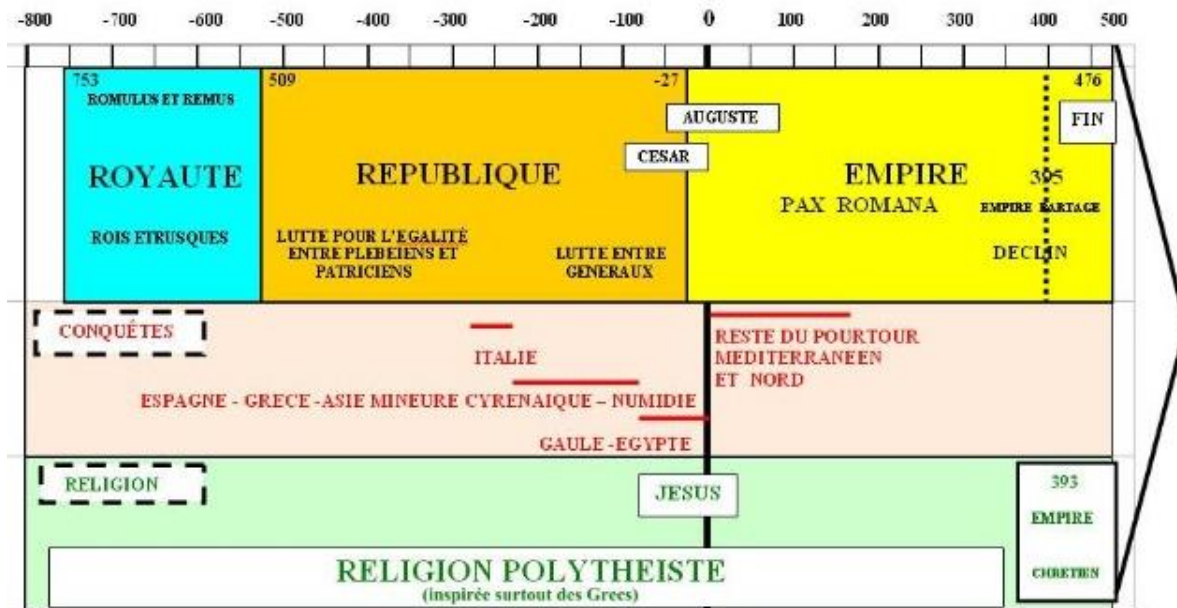 -800 -700 -600 -500 -400 -300 -200 -100 0 100 200 300 400 500
753
ROMULUS ET REMUS
ROYAUTE
ROIS ETRUSQUES
509
-27
REPUBLIQUE
LUTTE POUR L'EGALITÉ
ENTRE PLEBEIENS ET
PATRICIENS
LUTTE ENTRE
GENERAUX
AUGUSTE
CESAR
476
FIN
EMPIRE
PAX ROMANA
395
EMPIRE PARTAGE
DECLIN
CONQUÊTES
ITALIE
ESPAGNE - GRECE -ASIE MINEURE CYRENAIQUE – NUMIDIE
GAULE -EGYPTE
RESTE DU POURTOUR
MEDITERRANEEN
ET NORD
RELIGION
JESUS
RELIGION POLYTHEISTE
(inspirée surtout des Grecs)
393
EMPIRE
CHRETIEN